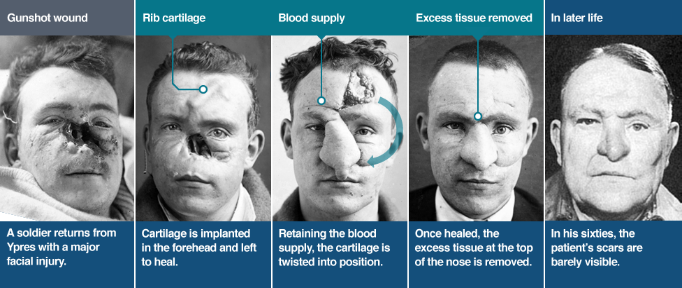 Gunshot wound
Rib cartilage
Blood supply
Excess tissue removed
In later life
A soldier returns from
Ypres with a major
facial injury.
Cartilage is implanted
in the forehead and left
to heal.
Retaining the blood
supply, the cartilage is
twisted into position.
Once healed, the
excess tissue at the top
of the nose is removed.
In his sixties, the
patient's scars are
barely visible.